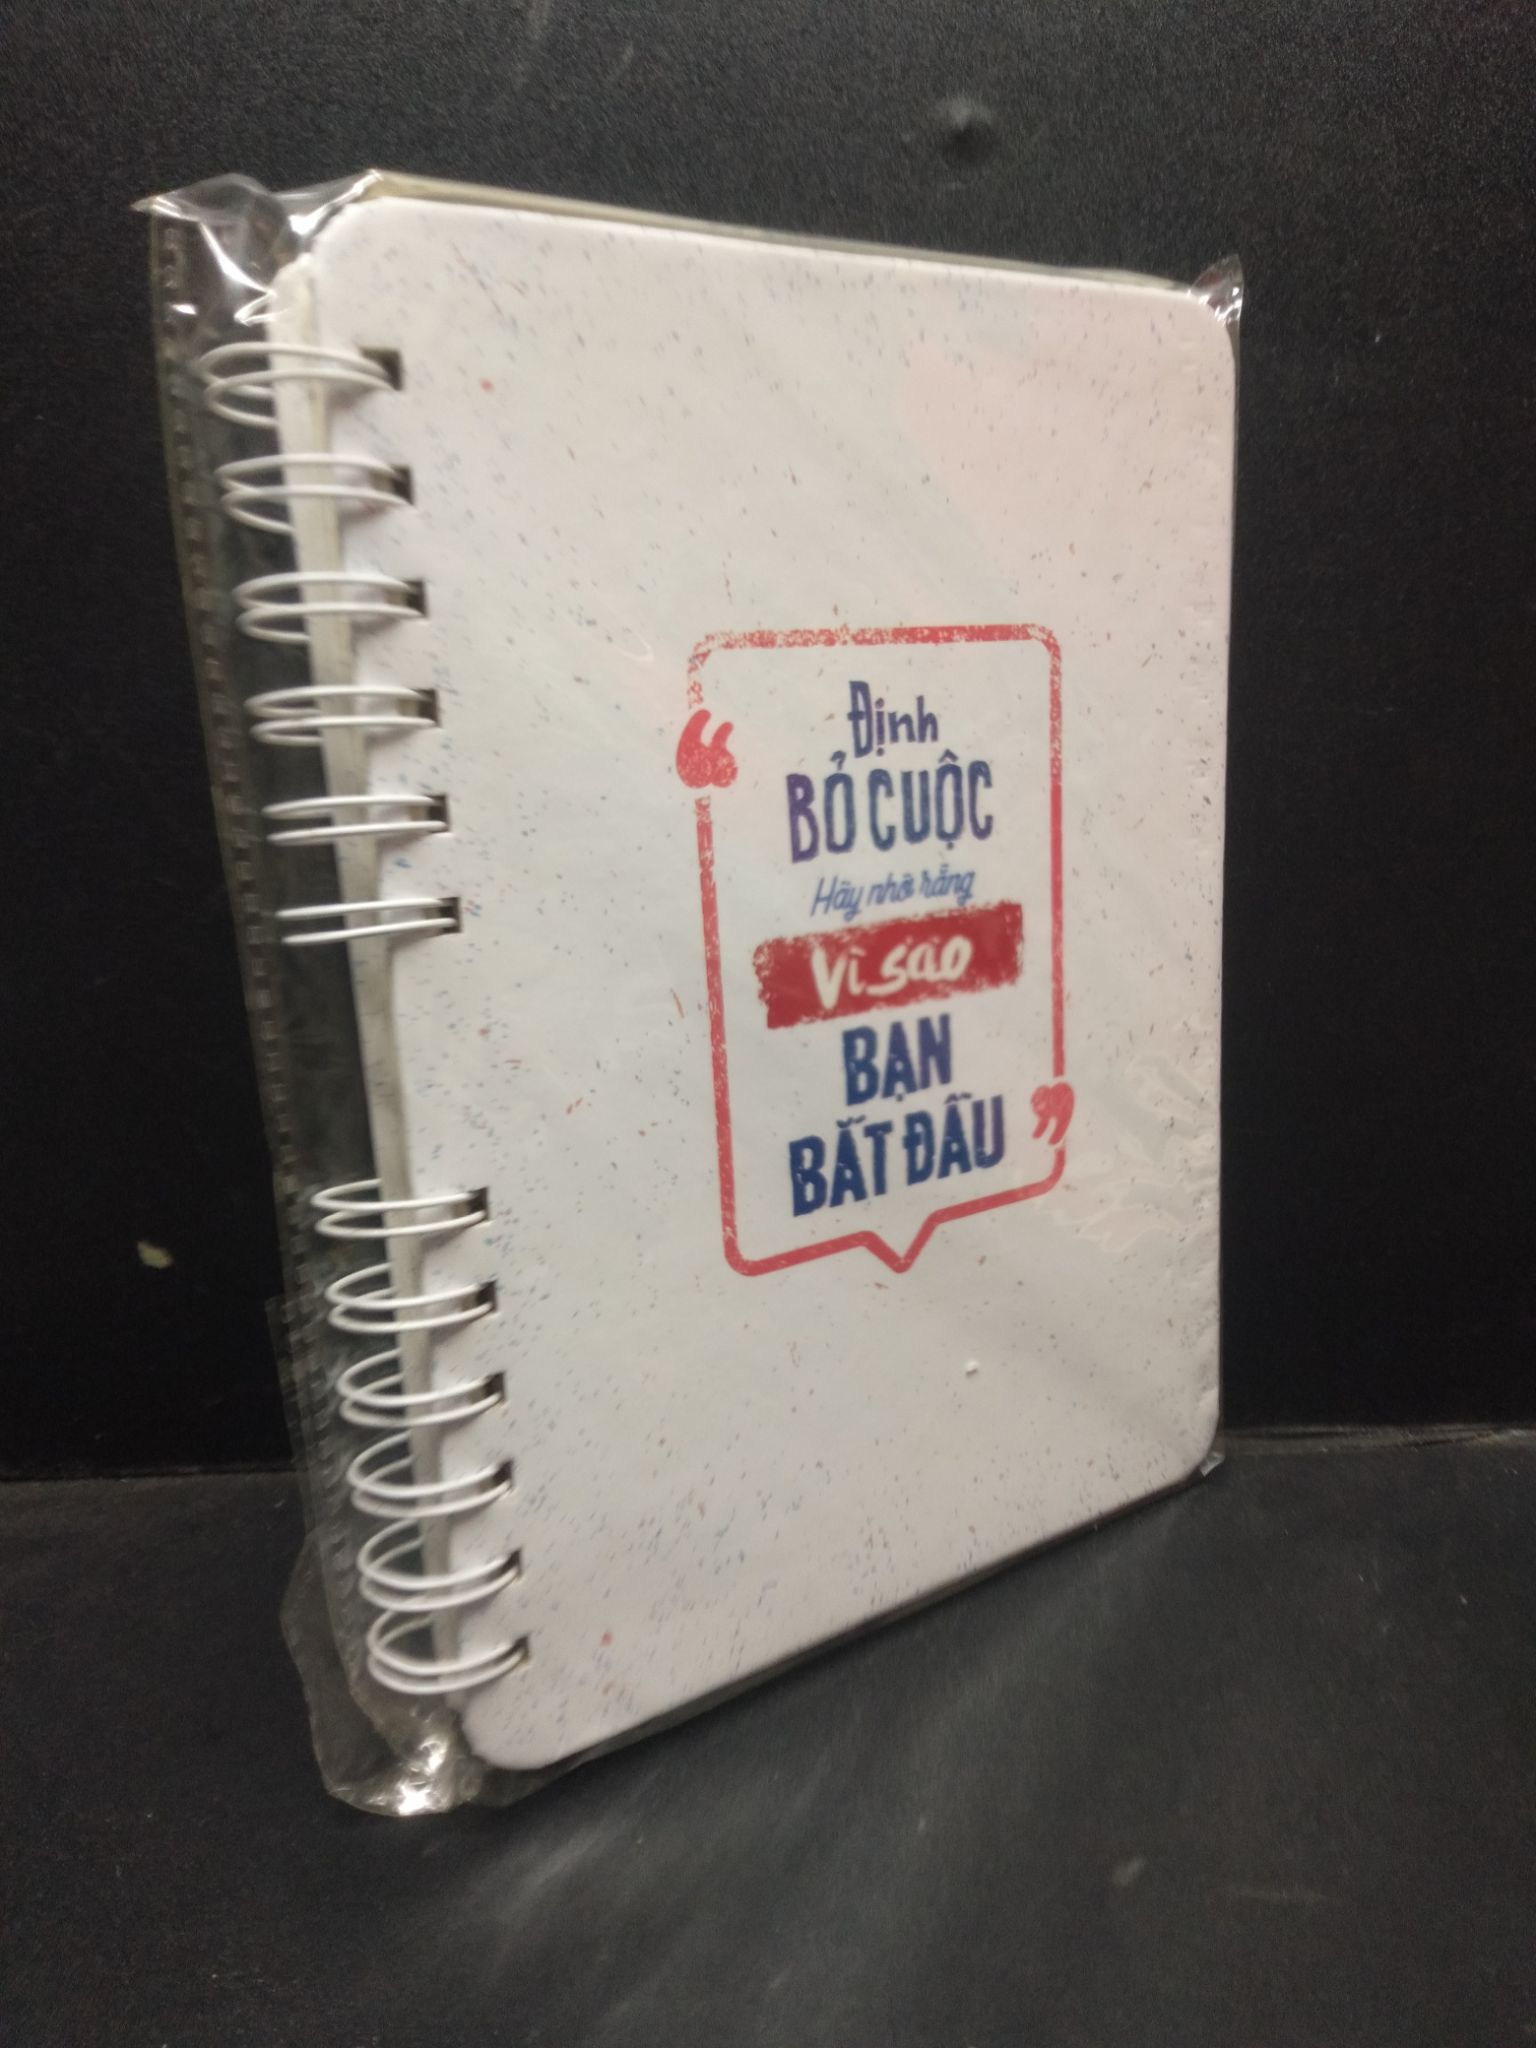 Định
BỎ CUỘC
Hãy nhớ rằng
Vì sao
BẠN
BẮT ĐẦU